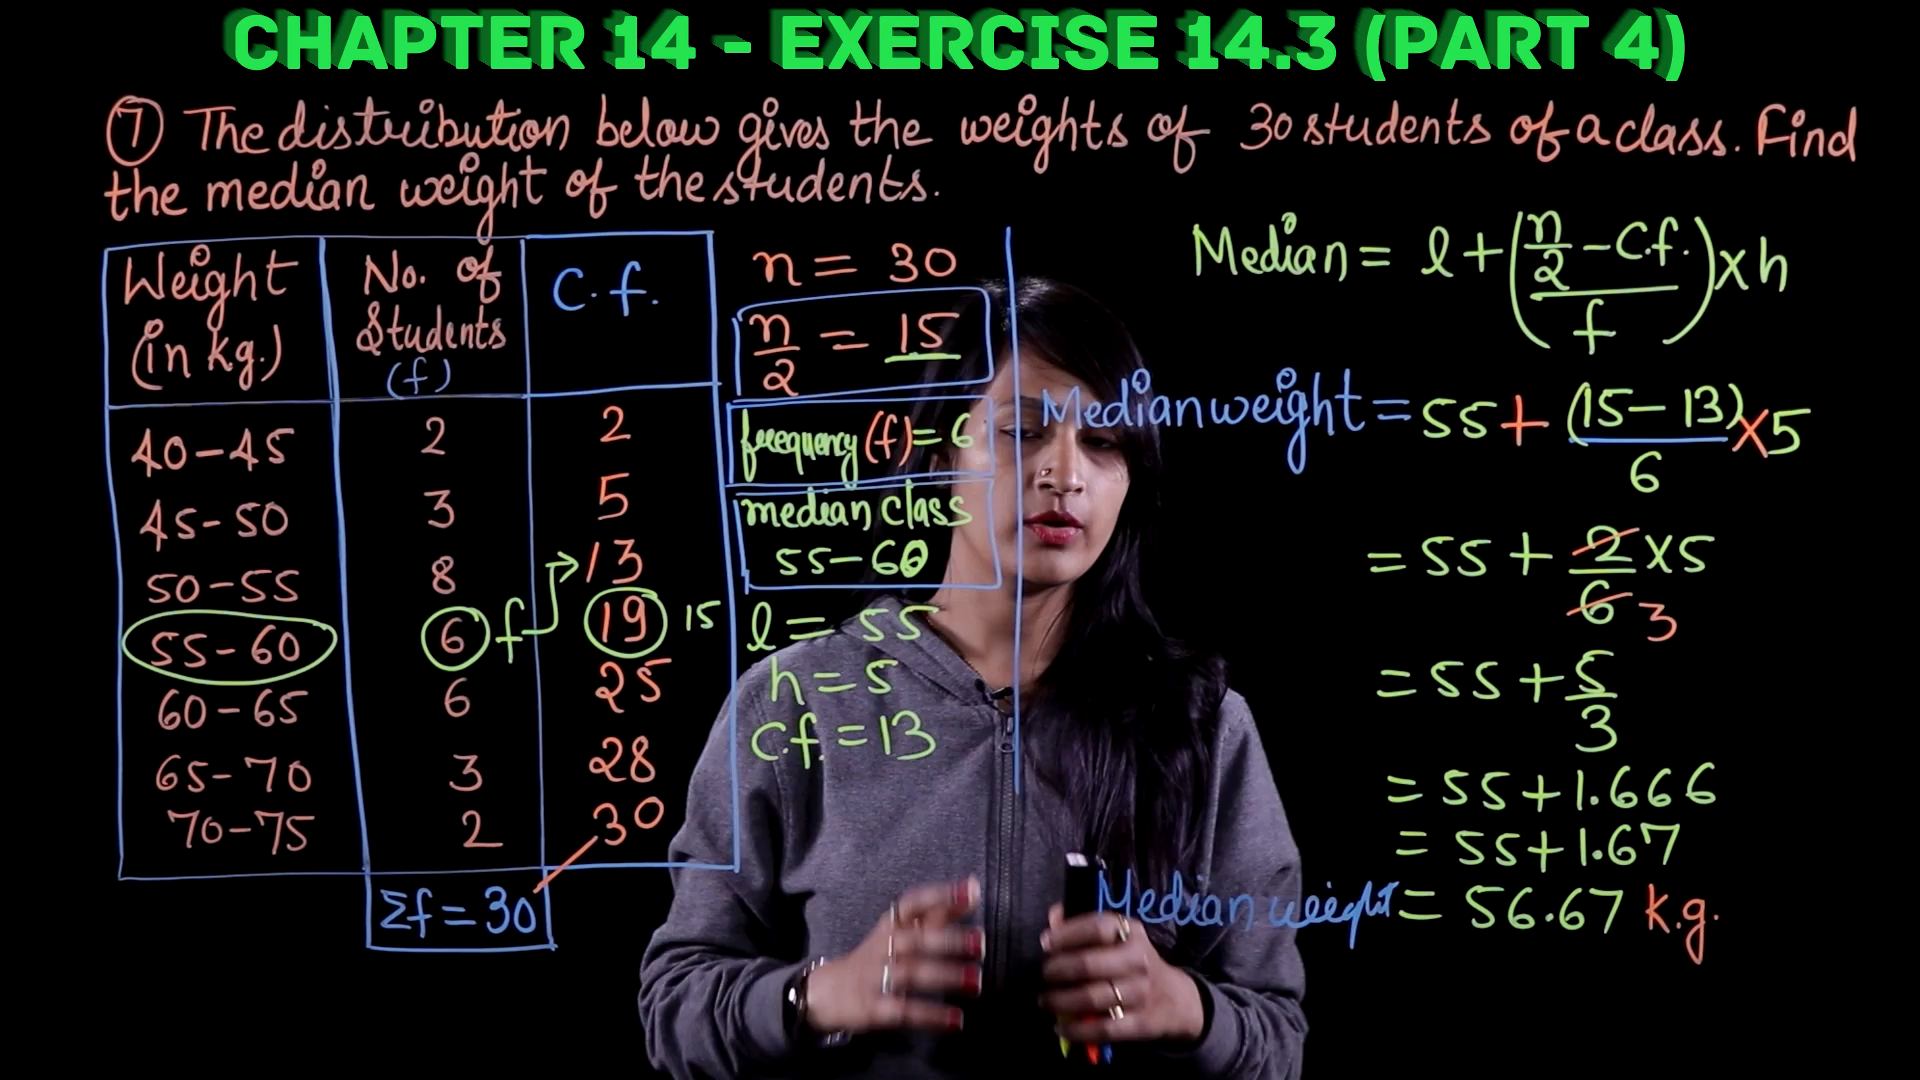 CHAPTER 14 - EXERCISE 14.3 (PART 4)
7 The distribution below gives the weights of 30 students of a class. Find
the median weight of the students.
Weight (in kg.) No. of Students (f) C.f.
40-45 2 2
45-50 3 5
50-55 8 13
55-60 6 f 19 15
60-65 6 25
65-70 3 28
70-75 2 30
Σf = 30
n = 30
n/2 = 15
frequency (f) = 6
median class
55-60
l = 55
h = 5
c.f. = 13
Median = l + ((n/2 - C.f.)/f) x h
Median weight = 55 + (15-13)/6 x 5
= 55 + 2/6 x 5 3
= 55 + 5/3
= 55 + 1.666
= 55 + 1.67
Median weight = 56.67 k.g.